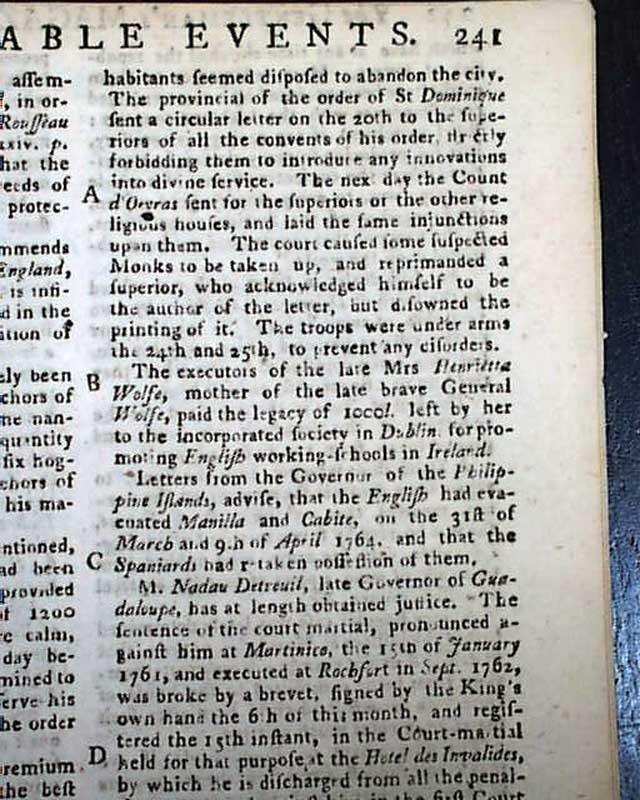 ABLE EVENTS. 241
assem-
in or-
Rousseau
xxiv. p.
hat the
eeds of
protec-
mmends
England,
is infi-
d in the
ation of
ely been
chors of
ne nan-
quantity
six hog-
chors of
his ma-
entioned,
ad been
provided
of 1200
re calm,
day be-
mined to
serve his
he order
premium
the best
A
B
C
D
habitants ſeemed diſpoſed to abandon the city.
The provincial of the order of St Dominique
ſent a circular letter on the 20th to the ſupe-
riors of all the convents of his order, ſtrictly
forbidding them to introduce any innovations
into divine ſervice. The nex day the Count
d'Oeyras ſent for the ſuperiors of the other re-
ligious houſes, and laid the ſame injunctions
upon them. The court cauſed ſome ſuſpected
Monks to be taken up, and reprimanded a
ſuperior, who acknowledged himſelf to be
the author of the letter, but diſowned the
printing of it. The troops were under arms
the 24th and 25th, to prevent any diſorders.
The executors of the late Mrs Henrietta
Wolfe, mother of the late brave General
Wolfe, paid the legacy of 1000l. left by her
to the incorporated ſociety in Dublin for pro-
moting Engliſh working-ſchools in Ireland.
Letters from the Governor of the Philip-
pine Iſlands, adviſe, that the Engliſh had eva-
cuated Manilla and Cabite, on the 31ſt of
March and 9th of April 1764, and that the
Spaniards had retaken poſſeſſion of them.
M. Nadau Detreuil, late Governor of Gua-
daloupe, has at length obtained juſtice. The
ſentence of the court martial, pronounced a-
gainſt him at Martinico, the 15th of January
1761, and executed at Rochfort in Sept. 1762,
was broke by a brevet, ſigned by the King's
own hand the 6th of this month, and regiſ-
tered the 15th inſtant, in the Court-martial
held for that purpoſe at the Hotel des Invalides,
by which he is diſcharged from all the penal-
in the firſt Court